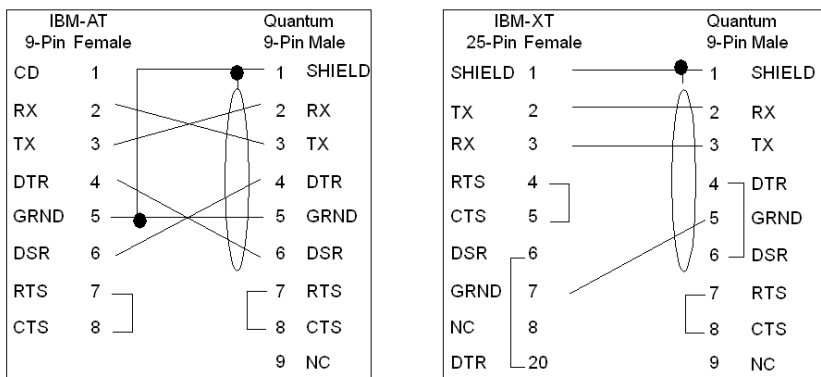 IBM-AT Quantum
9-Pin Female 9-Pin Male
CD 1 1 SHIELD
RX 2 2 RX
TX 3 3 TX
DTR 4 4 DTR
GRND 5 5 GRND
DSR 6 6 DSR
RTS 7 7 RTS
CTS 8 8 CTS
9 NC
IBM-XT Quantum
25-Pin Female 9-Pin Male
SHIELD 1 1 SHIELD
TX 2 2 RX
RX 3 3 TX
RTS 4 4 DTR
CTS 5 5 GRND
DSR 6 6 DSR
GRND 7 7 RTS
NC 8 8 CTS
DTR 20 9 NC